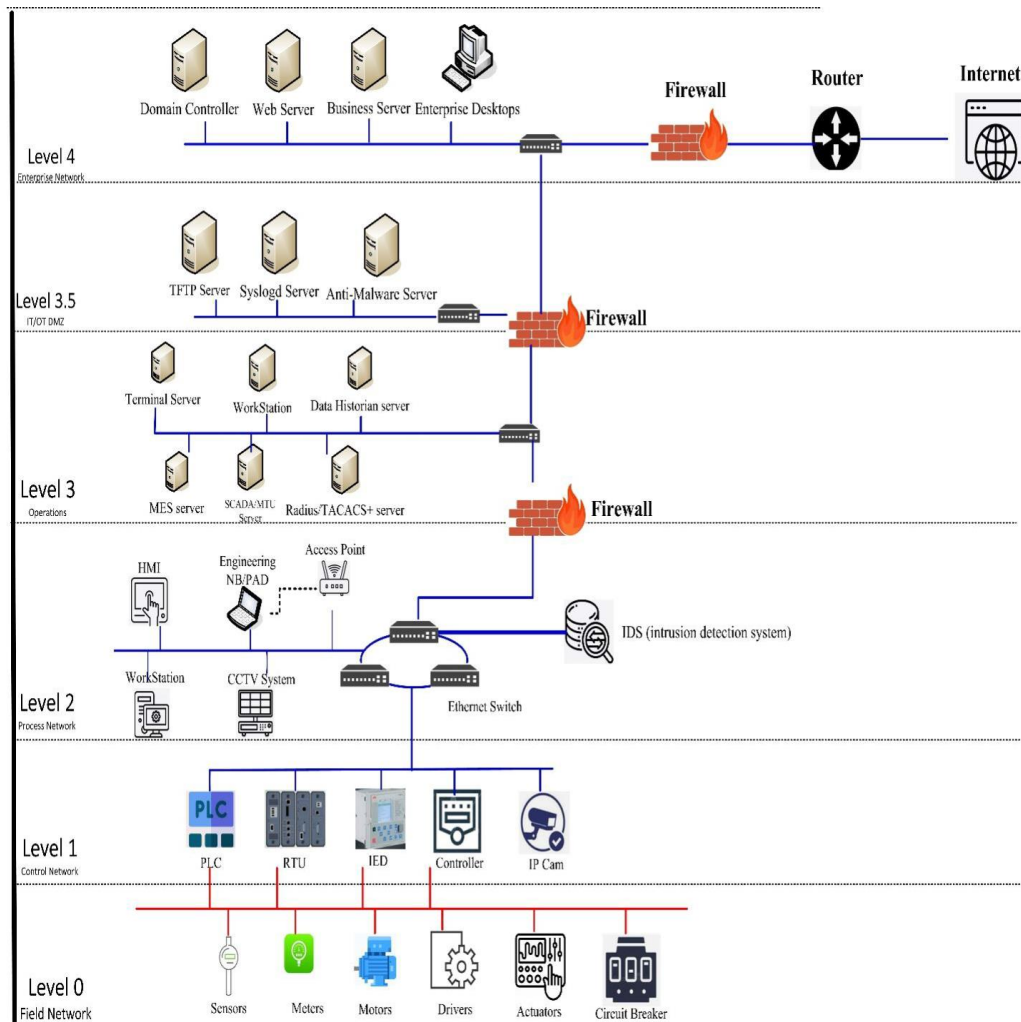 Domain Controller
Web Server
Business Server
Enterprise Desktops
Firewall
Router
Internet
Level 4
Enterprise Network
TFTP Server
Syslogd Server
Anti-Malware Server
Level 3.5
IT/OT DMZ
Firewall
Terminal Server
WorkStation
Data Historian server
MES server
SCADA/MTU
Server
Radius/TACACS+ server
Level 3
Operations
Firewall
HMI
Engineering
NB/PAD
Access Point
IDS (intrusion detection system)
WorkStation
CCTV System
Ethernet Switch
Level 2
Process Network
PLC
PLC
RTU
IED
Controller
IP Cam
Level 1
Control Network
Level 0
Field Network
Sensors
Meters
Motors
Drivers
Actuators
Circuit Breaker